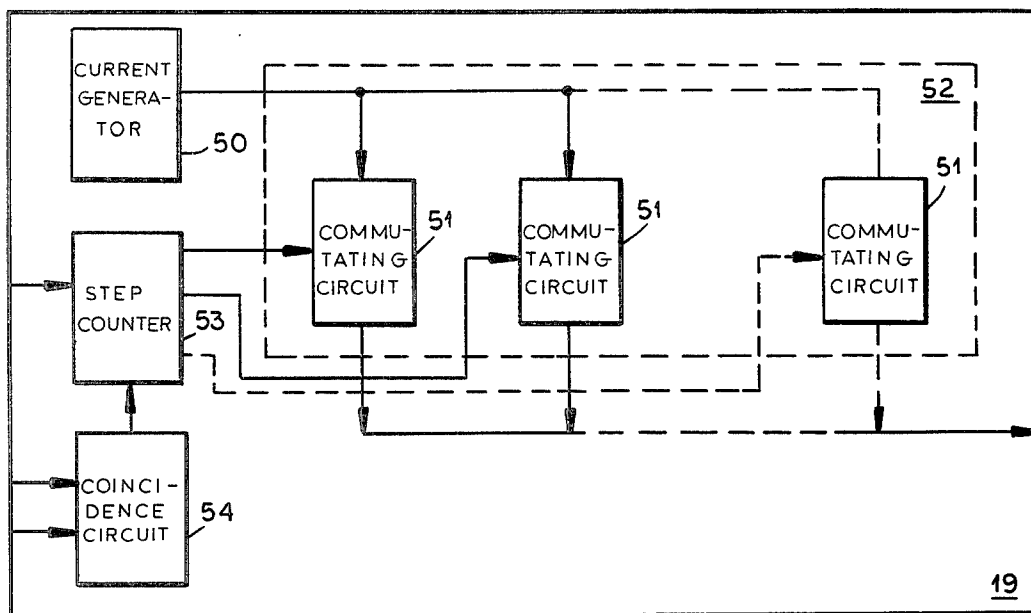 CURRENT
GENERA-
TOR
50
52
COMMU-
TATING
CIRCUIT
51
COMMU-
TATING
CIRCUIT
51
COMMU-
TATING
CIRCUIT
51
STEP
COUNTER
53
COINCI-
DENCE
CIRCUIT
54
19